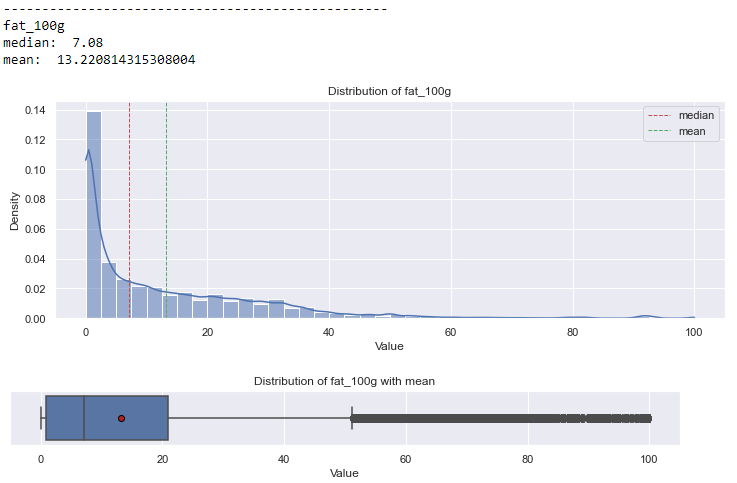 ------------------------------------------------
fat_100g
median:  7.08
mean:  13.220814315308004
Distribution of fat_100g
median
mean
0.14
0.12
0.10
0.08
0.06
0.04
0.02
0.00
Density
0 20 40 60 80 100
Value
Distribution of fat_100g with mean
0 20 40 60 80 100
Value